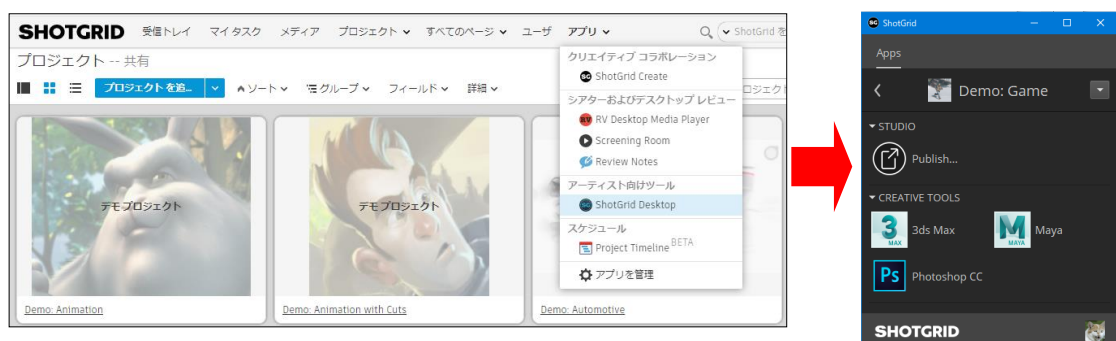 SHOTGRID 受信トレイ マイ タスク メディア プロジェクト すべてのページ ユーザ アプリ ShotGrid を
プロジェクト -- 共有
プロジェクトを追... ソート グループ フィールド 詳細
クリエイティブ コラボレーション
ShotGrid Create
シアターおよびデスクトップ レビュー
RV RV Desktop Media Player
Screening Room
Review Notes
アーティスト向けツール
ShotGrid Desktop
スケジュール
Project Timeline BETA
アプリを管理
デモプロジェクト
デモプロジェクト
Demo: Animation
Demo: Animation with Cuts
Demo: Automotive
ShotGrid
Apps
Demo: Game
STUDIO
Publish...
CREATIVE TOOLS
3 MAX 3ds Max
M MAYA Maya
Ps Photoshop CC
SHOTGRID